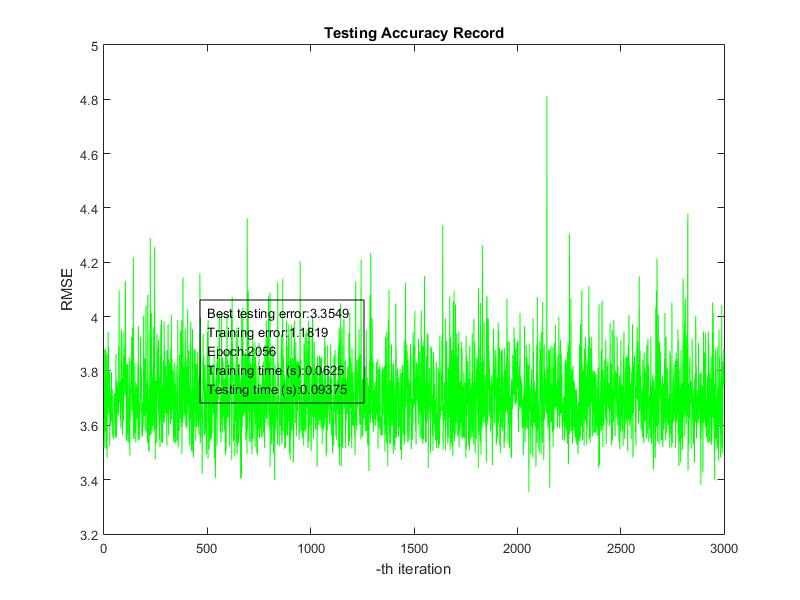 Testing Accuracy Record
5
4.8
4.6
4.4
4.2
4
3.8
3.6
3.4
3.2
RMSE
Best testing error:3.3549
Training error:1.1819
Epoch:2056
Training time (s):0.0625
Testing time (s):0.09375
0 500 1000 1500 2000 2500 3000
-th iteration